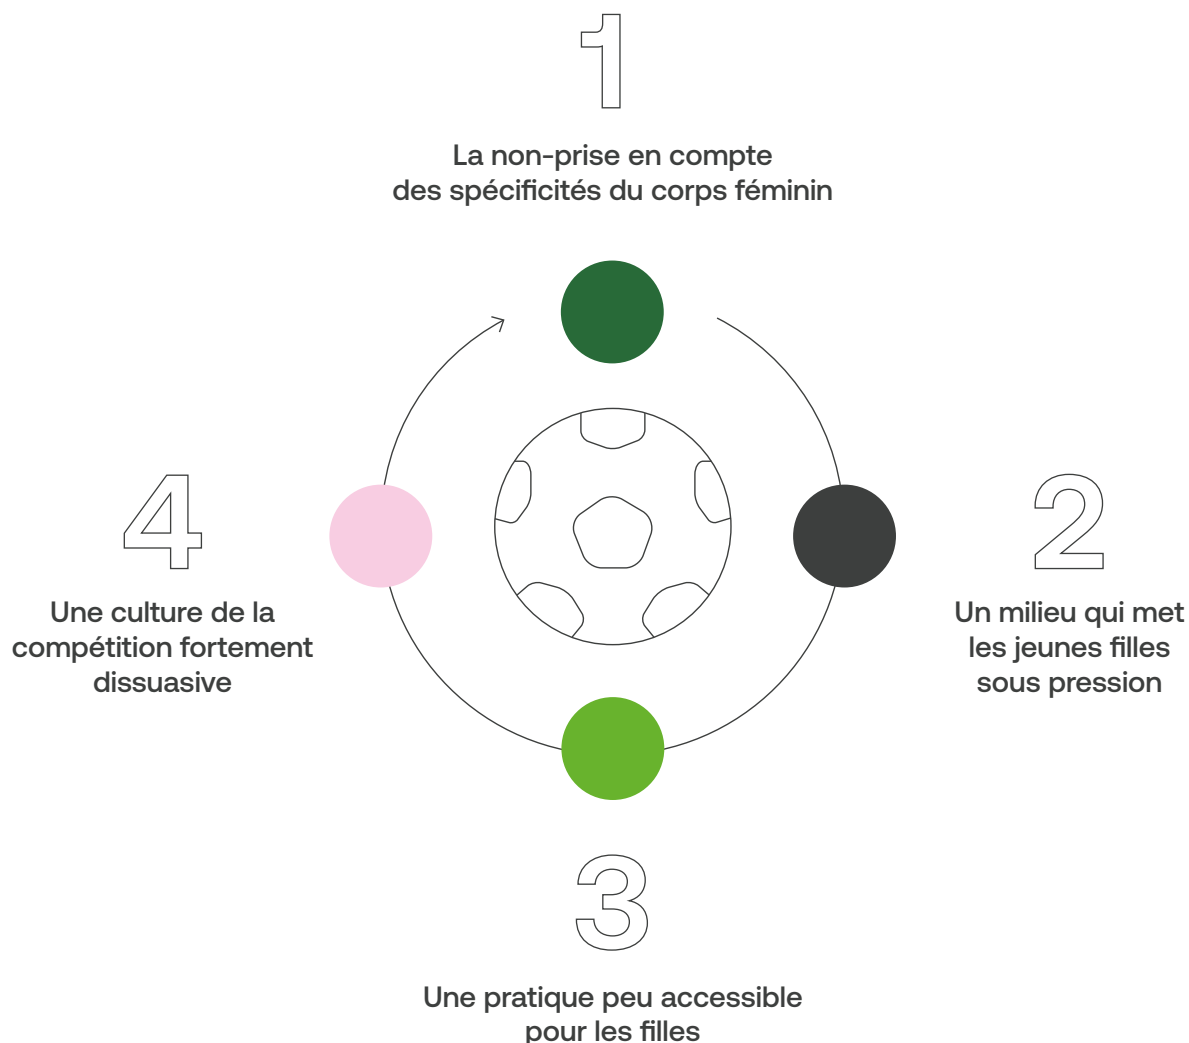 1
La non-prise en compte
des spécificités du corps féminin
2
Un milieu qui met
les jeunes filles
sous pression
3
Une pratique peu accessible
pour les filles
4
Une culture de la
compétition fortement
dissuasive